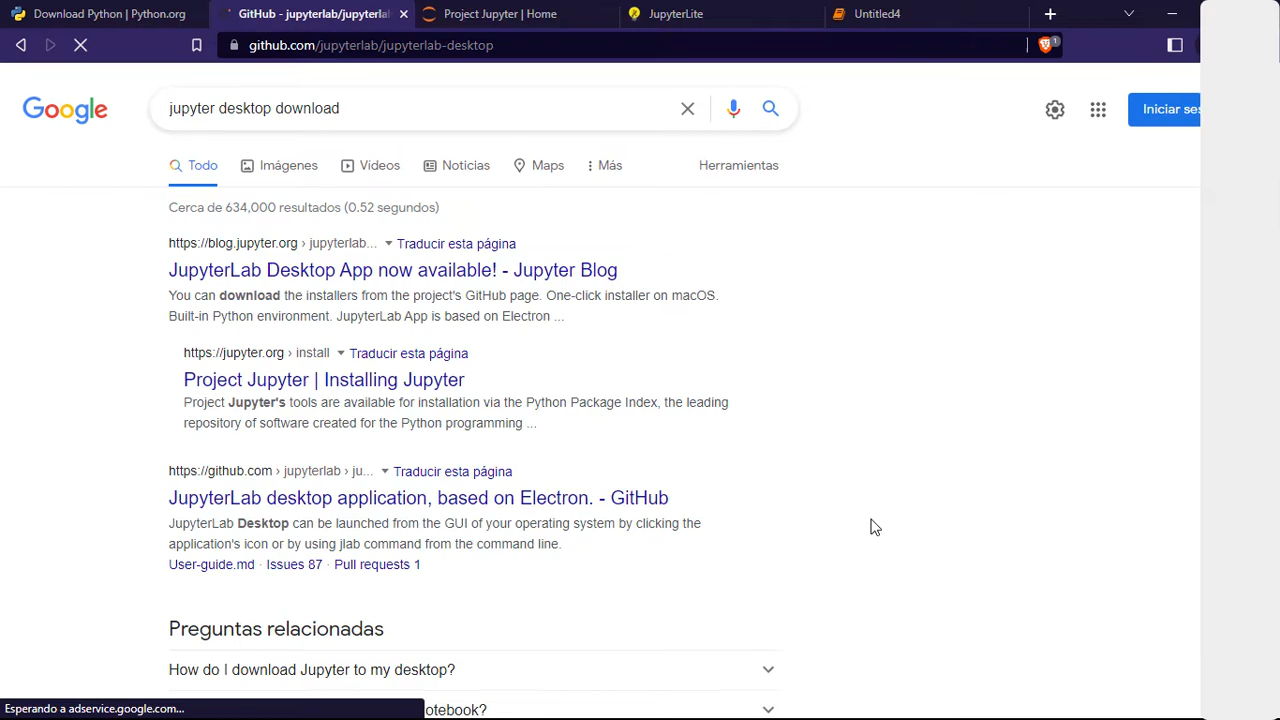 Download Python | Python.org
GitHub - jupyterlab/jupyterlal
Project Jupyter | Home
JupyterLite
Untitled4
github.com/jupyterlab/jupyterlab-desktop
1
Google
jupyter desktop download
Iniciar ses
Todo
Imágenes
Videos
Noticias
Maps
Más
Herramientas
Cerca de 634,000 resultados (0.52 segundos)
https://blog.jupyter.org › jupyterlab... Traducir esta página
JupyterLab Desktop App now available! - Jupyter Blog
You can download the installers from the project's GitHub page. One-click installer on macOS.
Built-in Python environment. JupyterLab App is based on Electron ...
https://jupyter.org › install Traducir esta página
Project Jupyter | Installing Jupyter
Project Jupyter's tools are available for installation via the Python Package Index, the leading
repository of software created for the Python programming ...
https://github.com › jupyterlab › ju... Traducir esta página
JupyterLab desktop application, based on Electron. - GitHub
JupyterLab Desktop can be launched from the GUI of your operating system by clicking the
application's icon or by using jlab command from the command line.
User-guide.md · Issues 87 · Pull requests 1
Preguntas relacionadas
How do I download Jupyter to my desktop?
otebook?
Esperando a adservice.google.com...